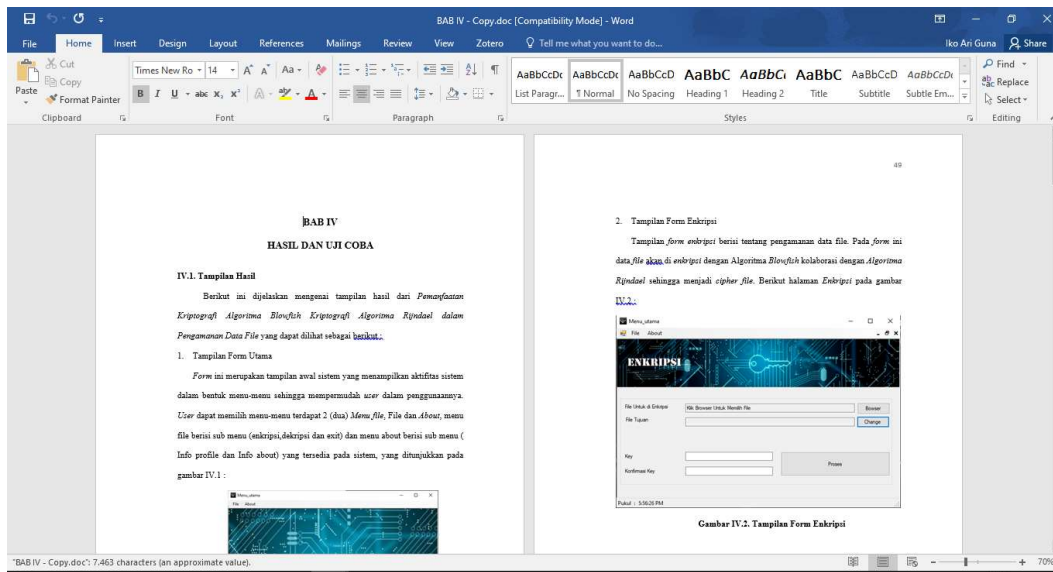 BAB IV - Copy.doc [Compatibility Mode] - Word
File Home Insert Design Layout References Mailings Review View Zotero Tell me what you want to do... Iko Ari Guna Share
Cut
Copy
Paste
Format Painter
Clipboard
Times New Ro 14
Font
Paragraph
AaBbCcDc AaBbCcDc AaBbCcD AaBbC AaBbCc AaBbC AaBbCcD AaBbCcDc
List Paragr... ¶ Normal No Spacing Heading 1 Heading 2 Title Subtitle Subtle Em...
Styles
Find
Replace
Select
Editing
BAB IV
HASIL DAN UJI COBA
IV.1. Tampilan Hasil
Berikut ini dijelaskan mengenai tampilan hasil dari Pemanfaatan
Kriptografi Algoritma Blowfish Kriptografi Algoritma Rijndael dalam
Pengamanan Data File yang dapat dilihat sebagai berikut :
1. Tampilan Form Utama
Form ini merupakan tampilan awal sistem yang menampilkan aktifitas sistem
dalam bentuk menu-menu sehingga mempermudah user dalam penggunaannya.
User dapat memilih menu-menu terdapat 2 (dua) Menu file, File dan About, menu
file berisi sub menu (enkripsi,dekripsi dan exit) dan menu about berisi sub menu (
Info profile dan Info about) yang tersedia pada sistem, yang ditunjukkan pada
gambar IV.1 :
Menu_utama
File About
49
2. Tampilan Form Enkripsi
Tampilan form enkripsi berisi tentang pengamanan data file. Pada form ini
data file akan di enkripsi dengan Algoritma Blowfish kolaborasi dengan Algoritma
Rijndael sehingga menjadi cipher file. Berikut halaman Enkripsi pada gambar
IV.2 :
Menu_utama
File About
ENKRIPSI
File Untuk di Enkripsi Klik Browser Untuk Memilih File Browser
File Tujuan Change
Key
Konfirmasi Key
Proses
Pukul : 5:56:26 PM
Gambar IV.2. Tampilan Form Enkripsi
"BAB IV - Copy.doc": 7.463 characters (an approximate value).
70%